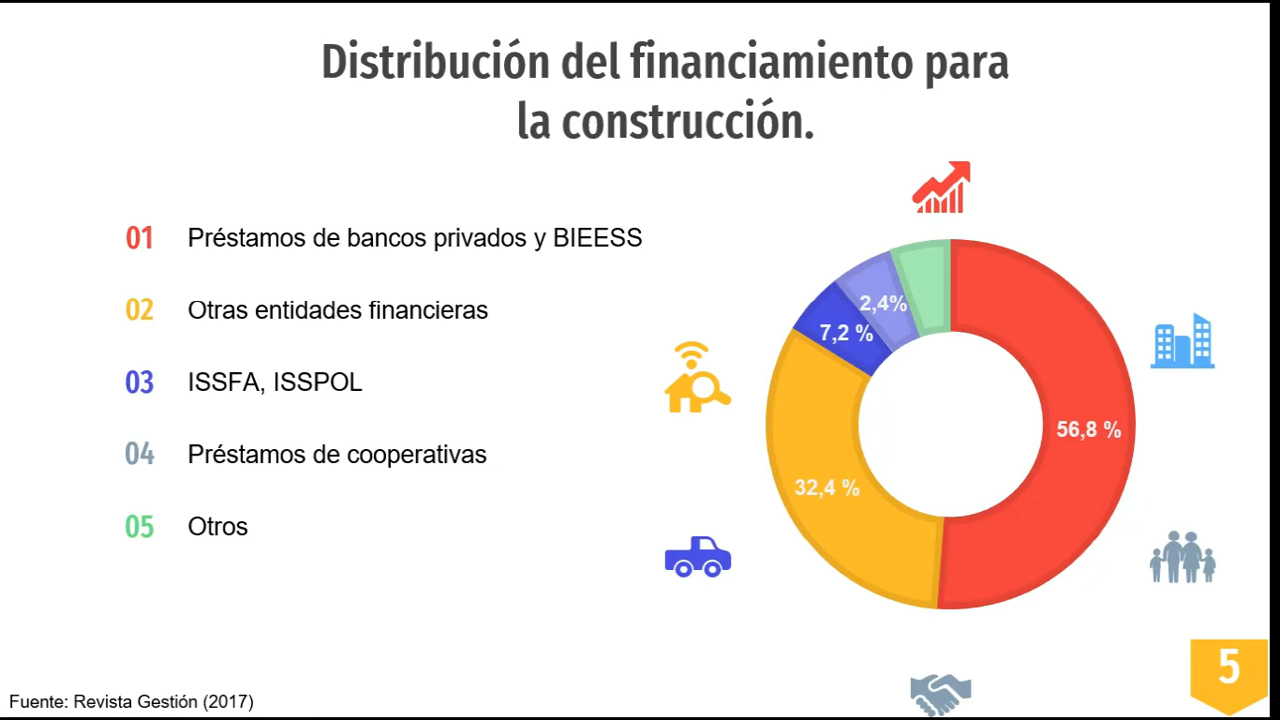 Distribución del financiamiento para
la construcción.
01 Préstamos de bancos privados y BIEESS
02 Otras entidades financieras
03 ISSFA, ISSPOL
04 Préstamos de cooperativas
05 Otros
2,4%
7,2 %
56,8 %
32,4 %
5
Fuente: Revista Gestión (2017)